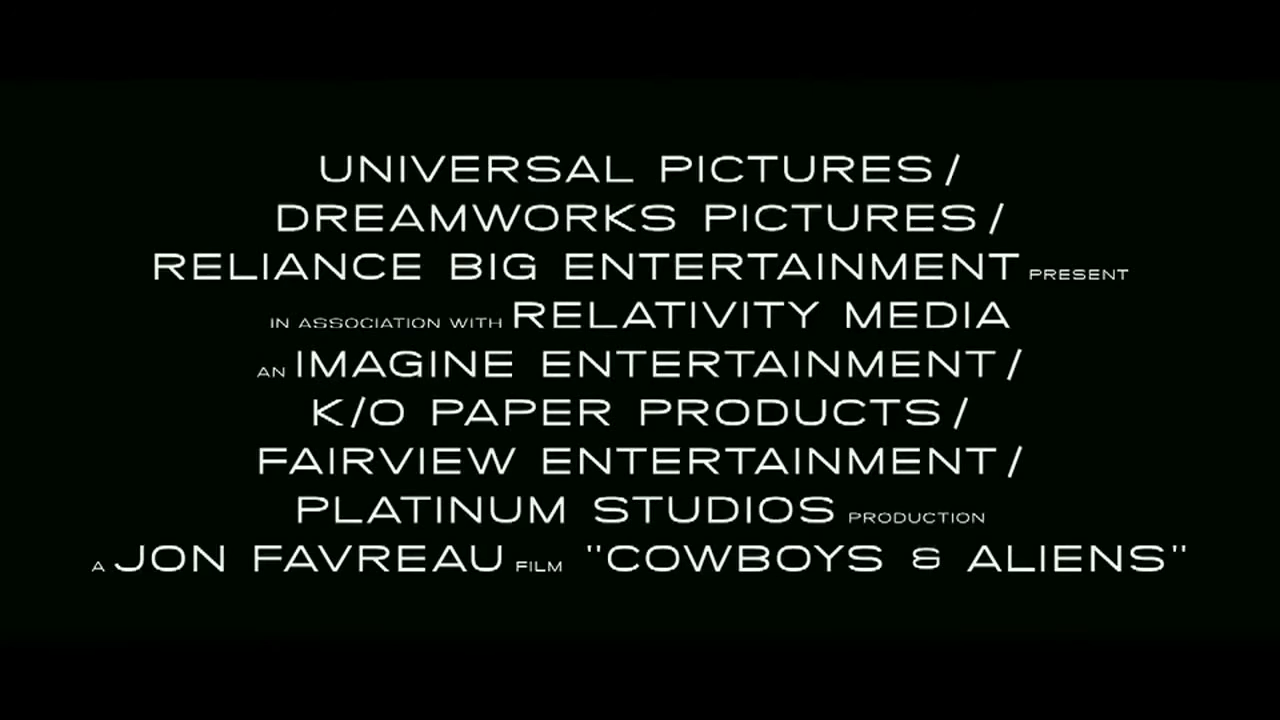 UNIVERSAL PICTURES /
DREAMWORKS PICTURES /
RELIANCE BIG ENTERTAINMENT PRESENT
IN ASSOCIATION WITH RELATIVITY MEDIA
AN IMAGINE ENTERTAINMENT /
K/O PAPER PRODUCTS /
FAIRVIEW ENTERTAINMENT /
PLATINUM STUDIOS PRODUCTION
A JON FAVREAU FILM "COWBOYS & ALIENS"